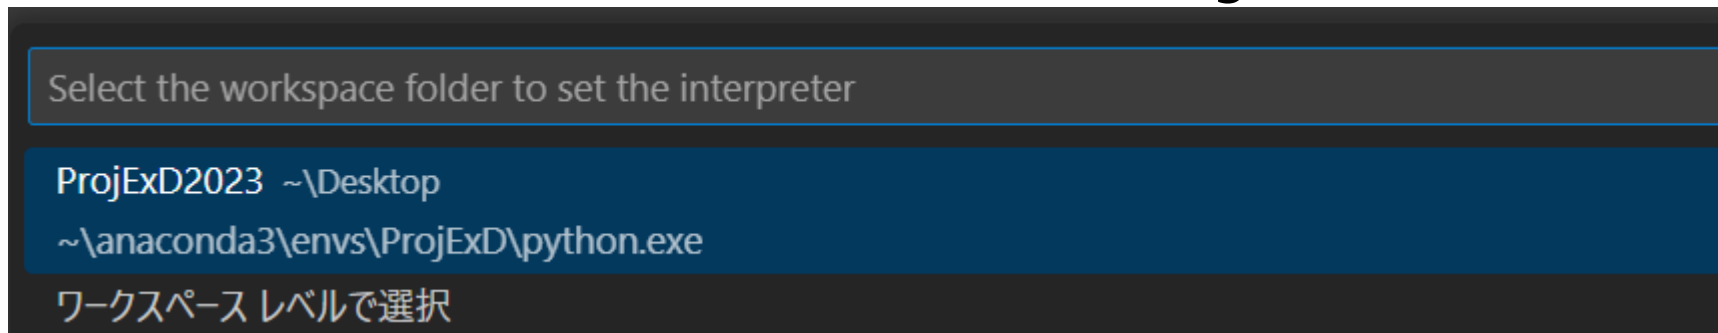 Select the workspace folder to set the interpreter
ProjExD2023 ~\Desktop
~\anaconda3\envs\ProjExD\python.exe
ワークスペース レベルで選択